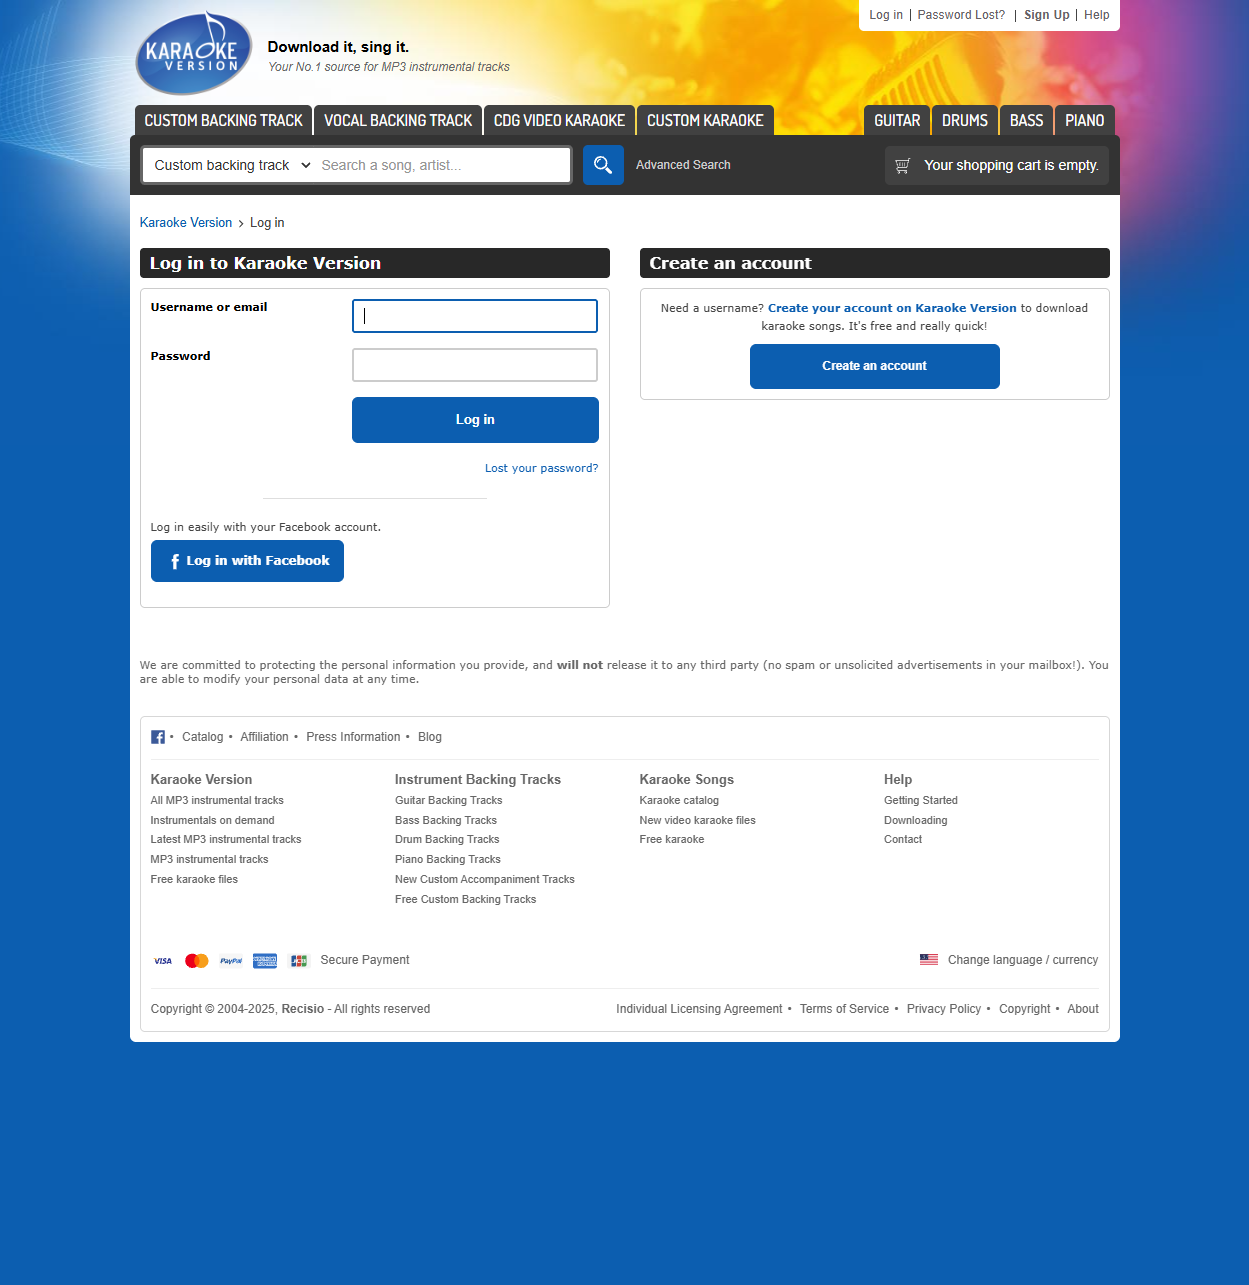 KARAOKE VERSION
Download it, sing it.
Your No.1 source for MP3 instrumental tracks
Log in | Password Lost? | Sign Up | Help
CUSTOM BACKING TRACK VOCAL BACKING TRACK CDG VIDEO KARAOKE CUSTOM KARAOKE GUITAR DRUMS BASS PIANO
Custom backing track Search a song, artist... Advanced Search Your shopping cart is empty.
Karaoke Version > Log in
Log in to Karaoke Version
Username or email
Password
Log in
Lost your password?
Log in easily with your Facebook account.
f Log in with Facebook
Create an account
Need a username? Create your account on Karaoke Version to download
karaoke songs. It's free and really quick!
Create an account
We are committed to protecting the personal information you provide, and will not release it to any third party (no spam or unsolicited advertisements in your mailbox!). You
are able to modify your personal data at any time.
f • Catalog • Affiliation • Press Information • Blog
Karaoke Version
All MP3 instrumental tracks
Instrumentals on demand
Latest MP3 instrumental tracks
MP3 instrumental tracks
Free karaoke files
Instrument Backing Tracks
Guitar Backing Tracks
Bass Backing Tracks
Drum Backing Tracks
Piano Backing Tracks
New Custom Accompaniment Tracks
Free Custom Backing Tracks
Karaoke Songs
Karaoke catalog
New video karaoke files
Free karaoke
Help
Getting Started
Downloading
Contact
VISA PayPal AMERICAN EXPRESS JCB Secure Payment Change language / currency
Copyright © 2004-2025, Recisio - All rights reserved Individual Licensing Agreement • Terms of Service • Privacy Policy • Copyright • About